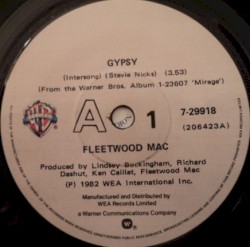 GYPSY
(Intersong) (Stevie Nicks) (3.53)
(From the Warner Bros. Album 1-23607 'Mirage')
A 1
7-29918
(206423A)
FLEETWOOD MAC
Produced by Lindsey Buckingham, Richard
Dashut, Ken Caillat, Fleetwood Mac
(P) 1982 WEA International Inc.
Manufactured and Distributed by
WEA Records Limited
a Warner Communications Company